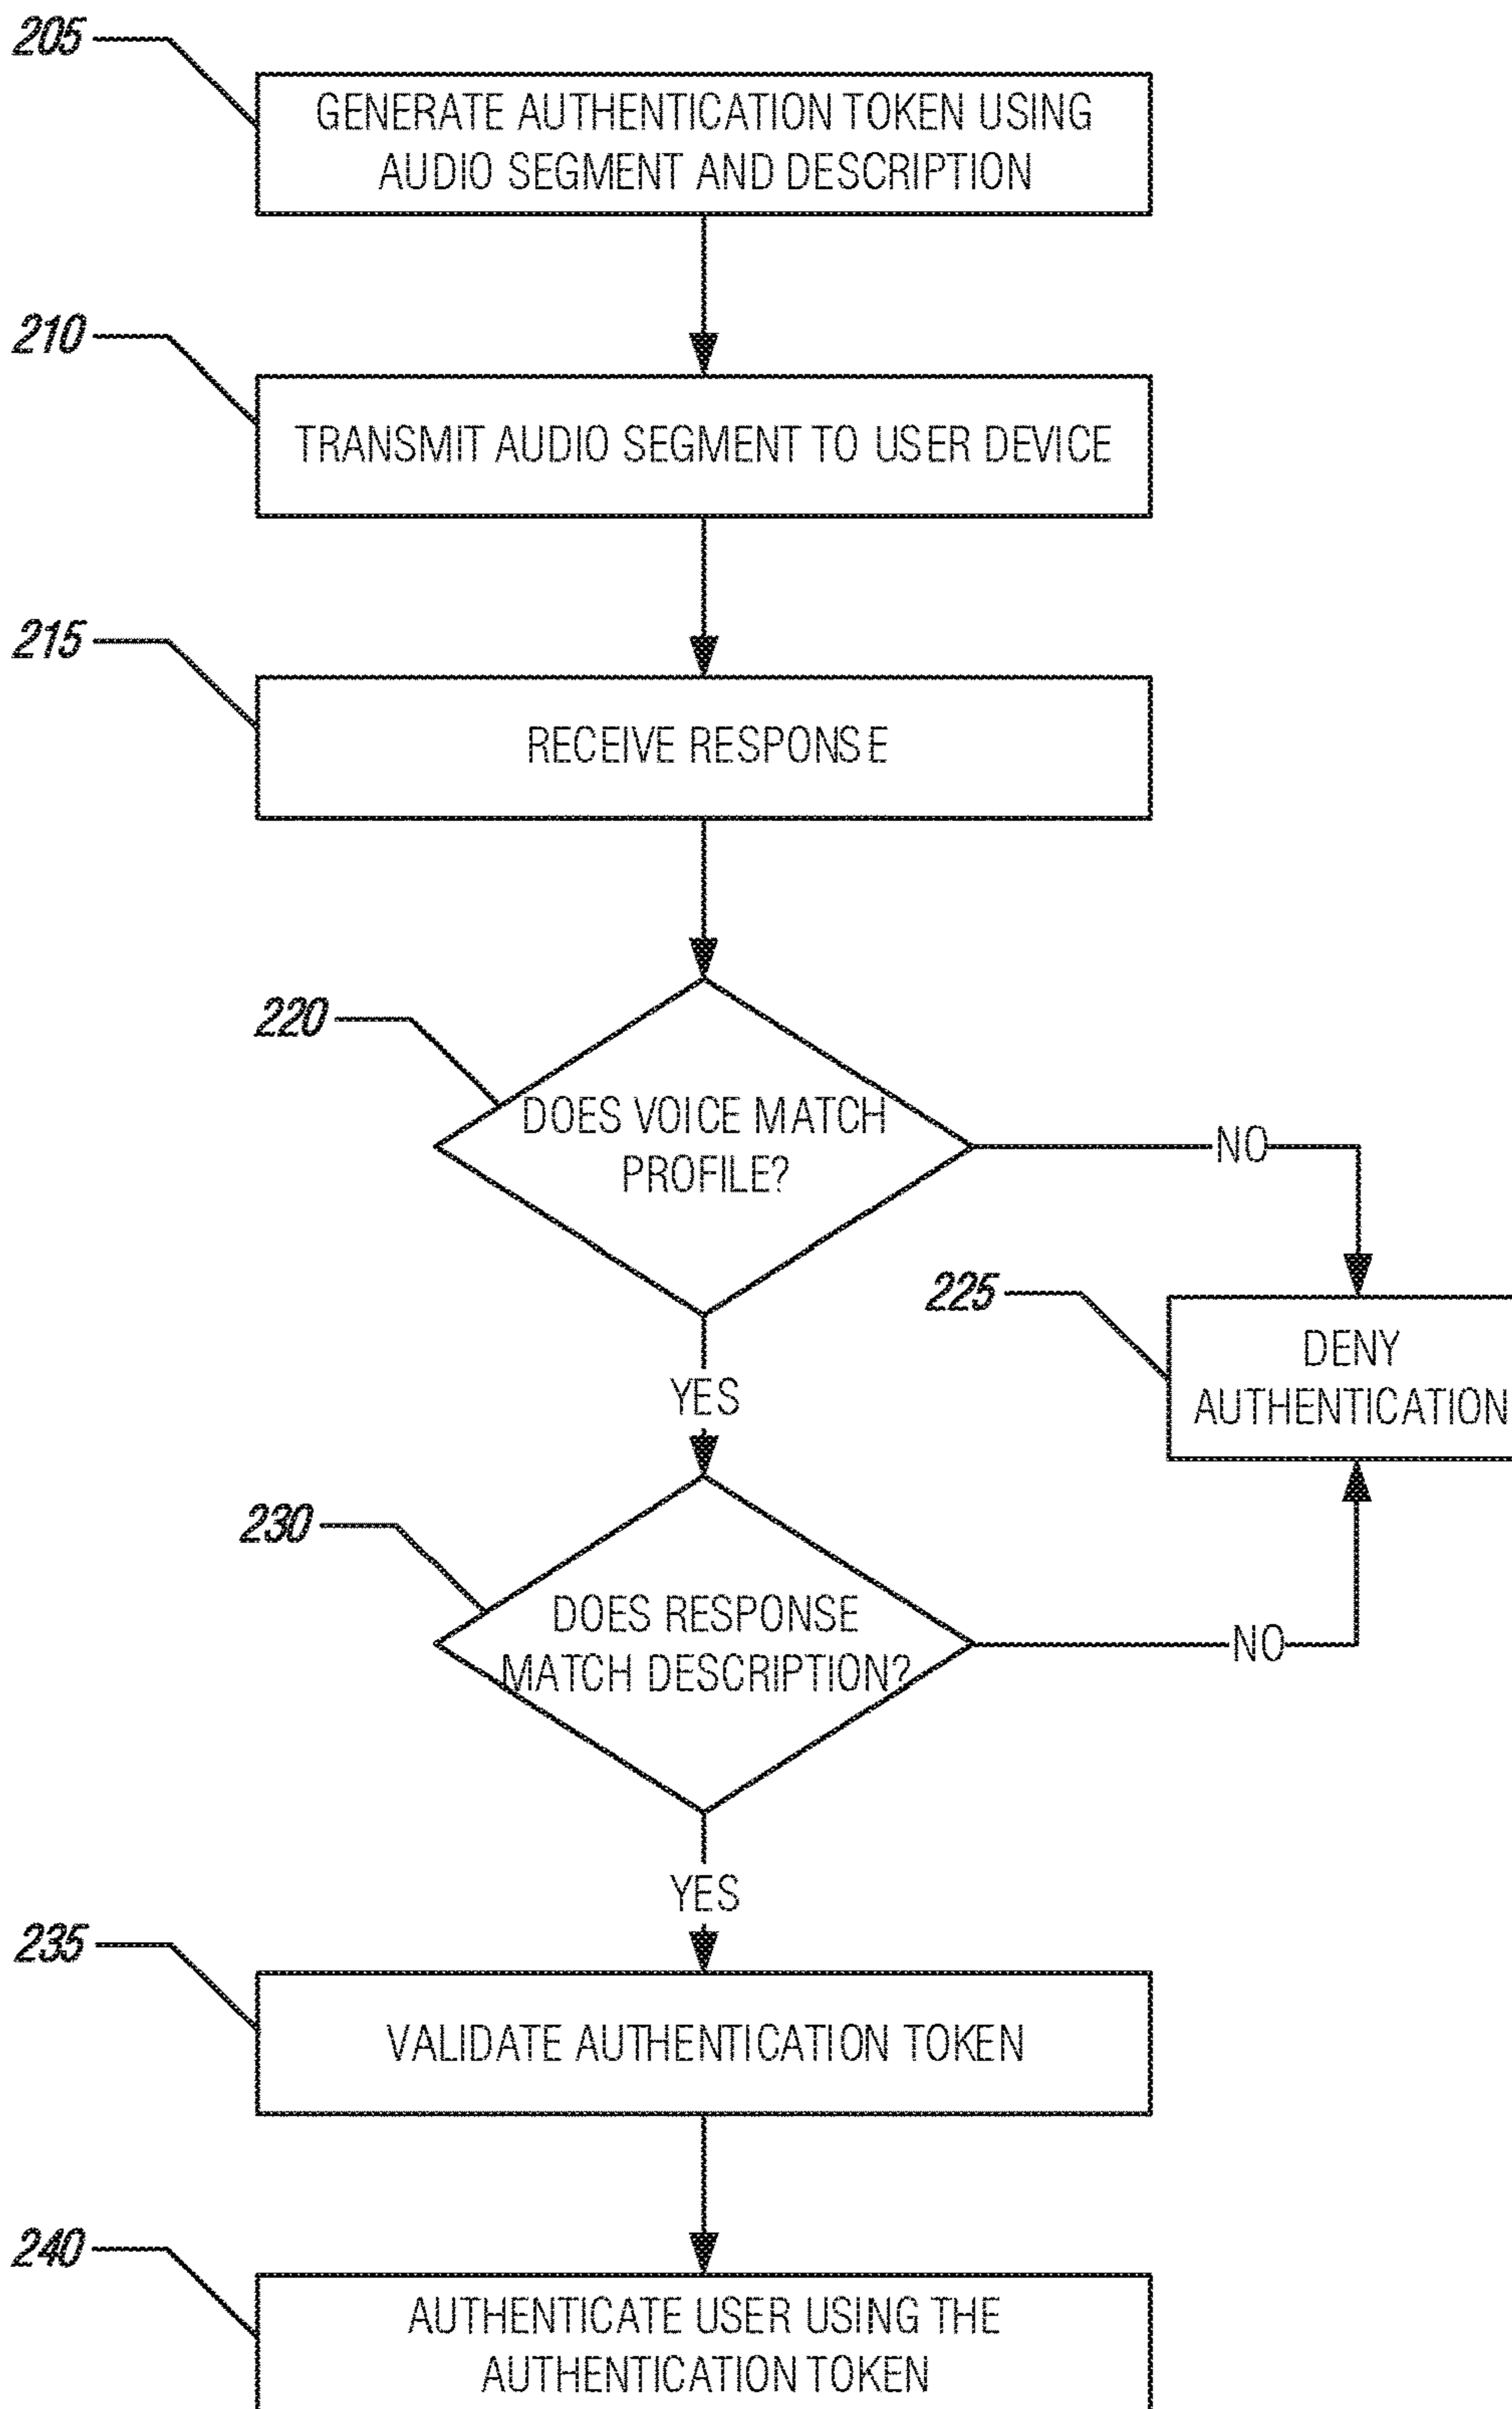 205
GENERATE AUTHENTICATION TOKEN USING
AUDIO SEGMENT AND DESCRIPTION
210
TRANSMIT AUDIO SEGMENT TO USER DEVICE
215
RECEIVE RESPONSE
220
DOES VOICE MATCH
PROFILE?
NO
225
DENY
AUTHENTICATION
YES
230
DOES RESPONSE
MATCH DESCRIPTION?
NO
YES
235
VALIDATE AUTHENTICATION TOKEN
240
AUTHENTICATE USER USING THE
AUTHENTICATION TOKEN